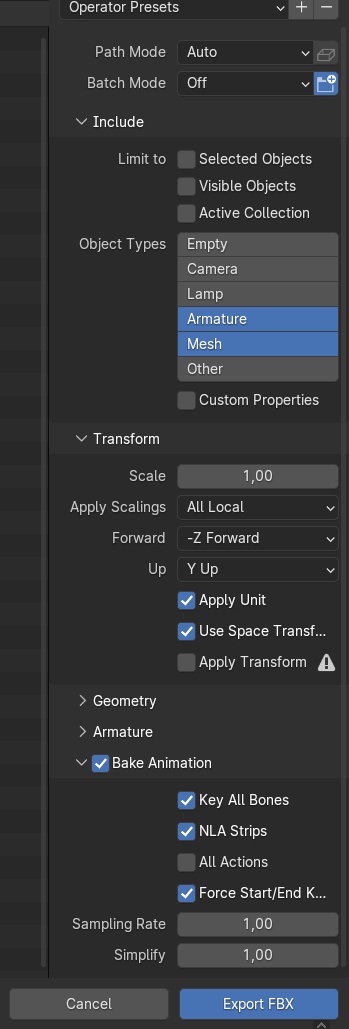 Operator Presets
Path Mode Auto
Batch Mode Off
Include
Limit to Selected Objects
Visible Objects
Active Collection
Object Types Empty
Camera
Lamp
Armature
Mesh
Other
Custom Properties
Transform
Scale 1,00
Apply Scalings All Local
Forward -Z Forward
Up Y Up
Apply Unit
Use Space Transf...
Apply Transform
Geometry
Armature
Bake Animation
Key All Bones
NLA Strips
All Actions
Force Start/End K...
Sampling Rate 1,00
Simplify 1,00
Cancel Export FBX